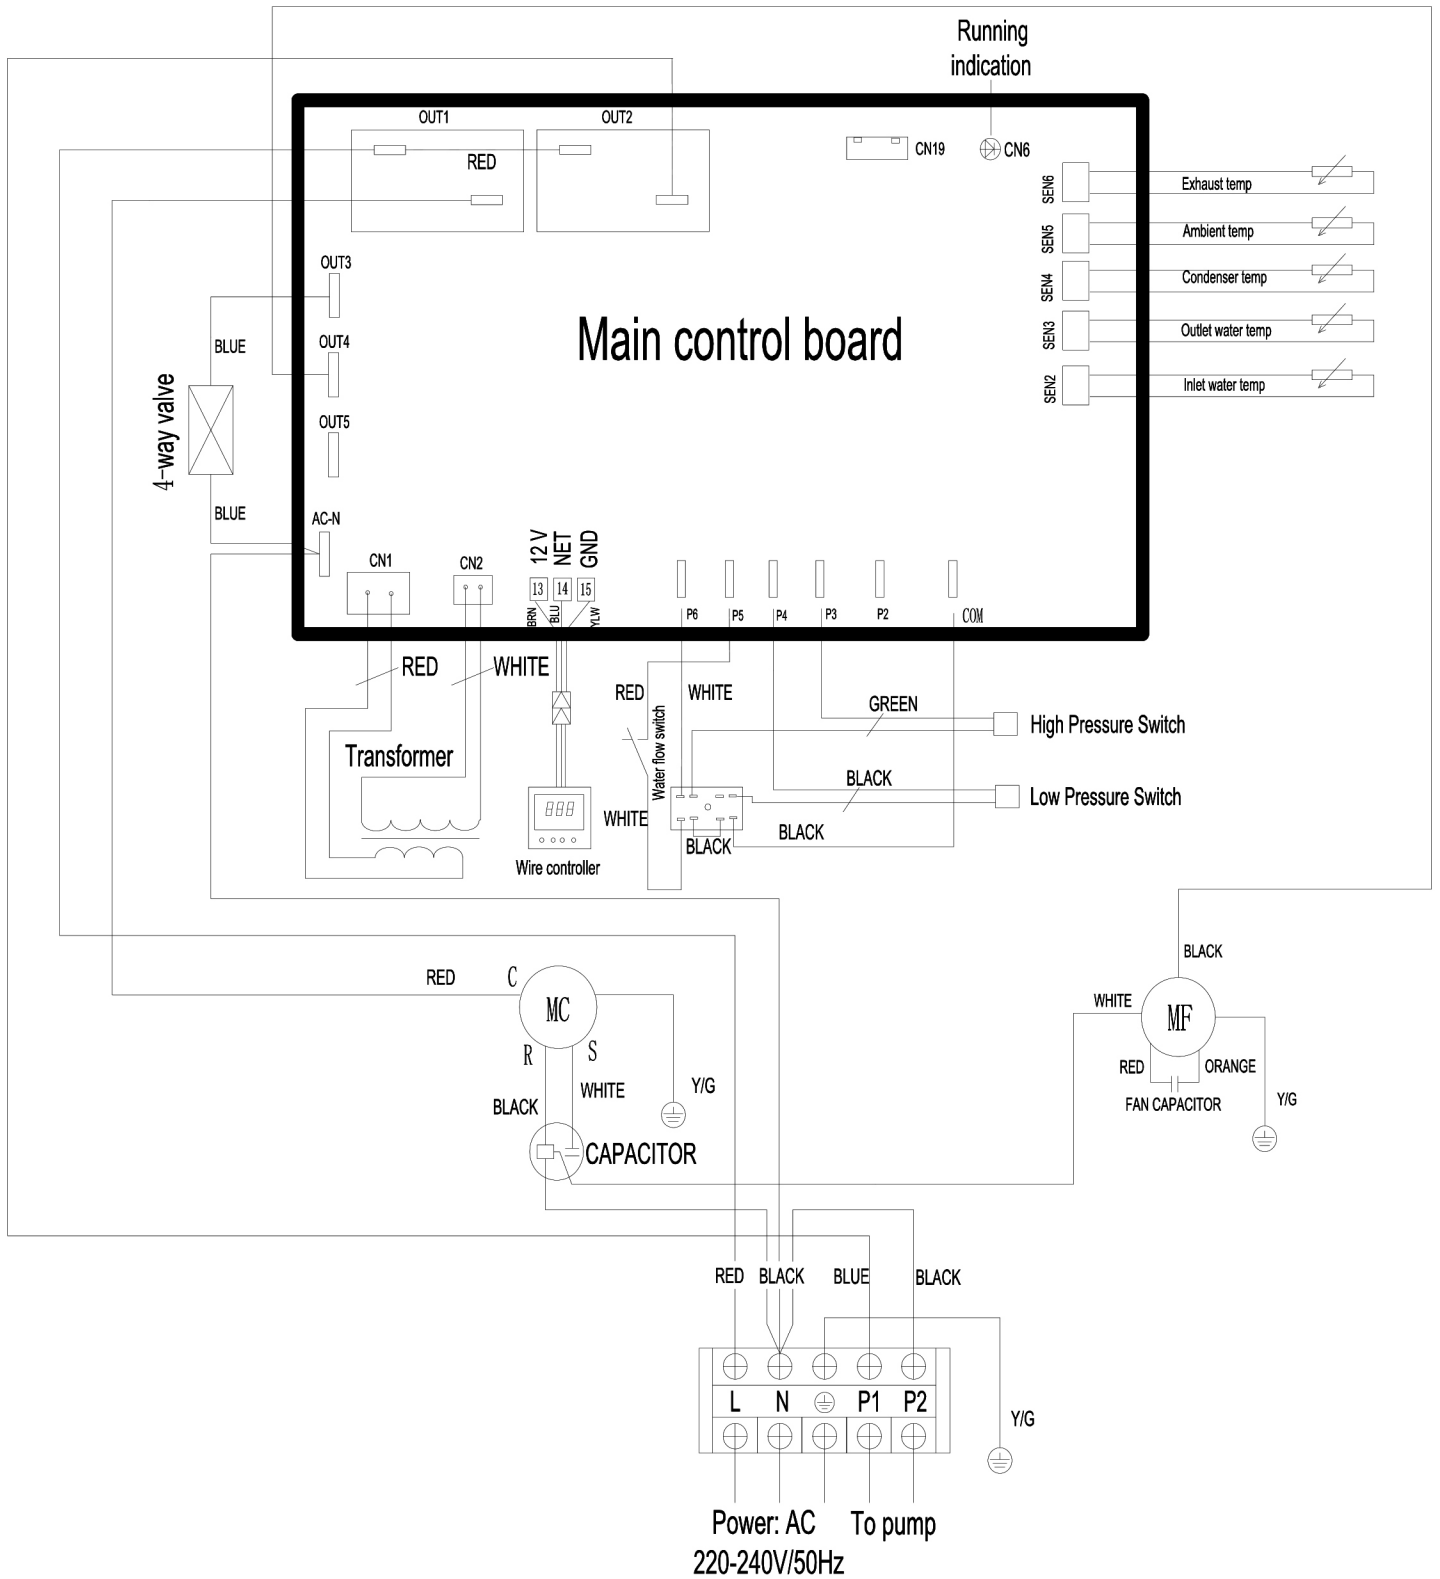 Running
indication
OUT1
OUT2
CN19
CN6
RED
SEN6
Exhaust temp
SEN5
Ambient temp
OUT3
SEN4
Condenser temp
Main control board
SEN3
Outlet water temp
OUT4
BLUE
SEN2
Inlet water temp
4-way valve
OUT5
BLUE
AC-N
CN1
CN2
12 V
NET
GND
13
14
15
BRN
BLU
YLW
P6
P5
P4
P3
P2
COM
RED
WHITE
RED
WHITE
Water flow switch
GREEN
High Pressure Switch
Transformer
BLACK
Low Pressure Switch
888
WHITE
BLACK
BLACK
Wire controller
BLACK
RED
C
MC
WHITE
MF
R
S
RED
ORANGE
WHITE
Y/G
BLACK
FAN CAPACITOR
Y/G
CAPACITOR
RED
BLACK
BLUE
BLACK
L
N
P1
P2
Y/G
Power: AC
To pump
220-240V/50Hz